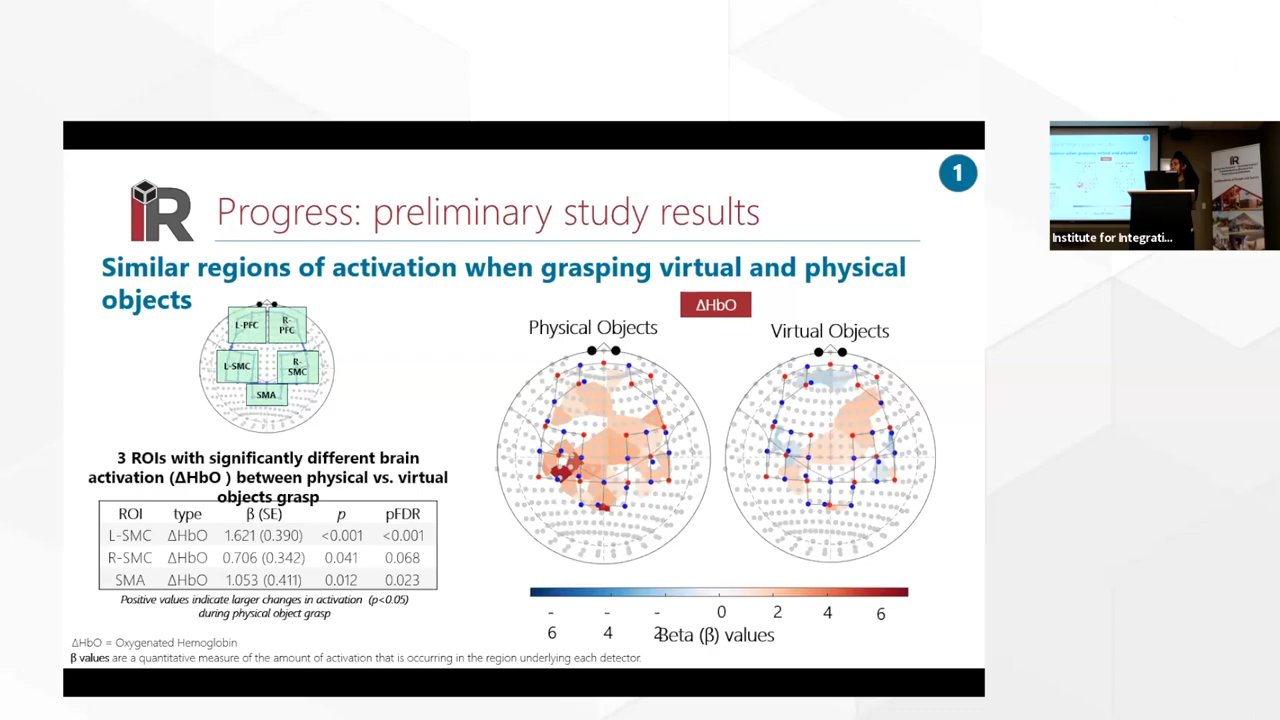 1
IR
Progress: preliminary study results
Similar regions of activation when grasping virtual and physical
objects
ΔHbO
L-PFC
R-
PFC
L-SMC
R-
SMC
SMA
Physical Objects
Virtual Objects
3 ROIs with significantly different brain
activation (ΔHbO ) between physical vs. virtual
objects grasp
ROI type β (SE) p pFDR
L-SMC ΔHbO 1.621 (0.390) <0.001 <0.001
R-SMC ΔHbO 0.706 (0.342) 0.041 0.068
SMA ΔHbO 1.053 (0.411) 0.012 0.023
Positive values indicate larger changes in activation (p<0.05)
during physical object grasp
- - - 0 2 4 6
6 4 2
Beta (β) values
ΔHbO = Oxygenated Hemoglobin
β values are a quantitative measure of the amount of activation that is occurring in the region underlying each detector.
Institute for Integrati...
IR